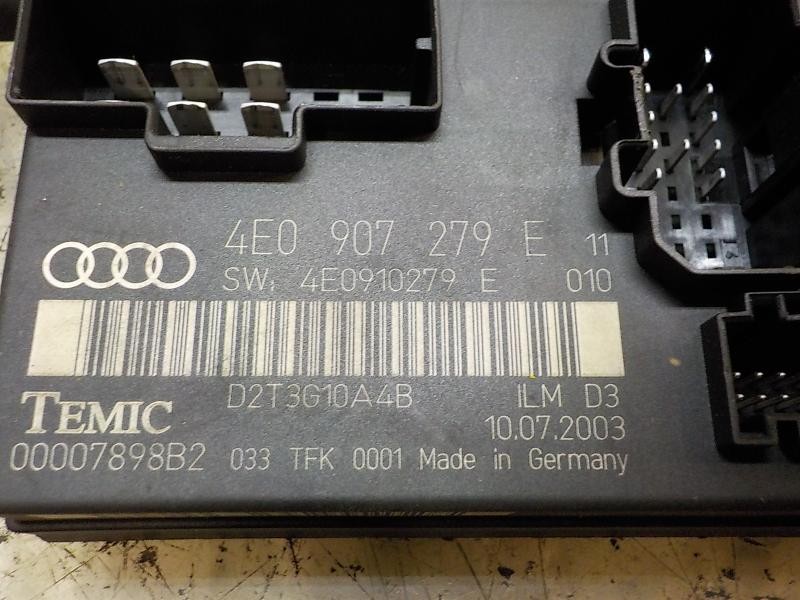 4E0 907 279 E 11
SW: 4E0910279 E 010
D2T3G10A4B ILM D3
TEMIC 10.07.2003
00007898B2 033 TFK 0001 Made in Germany